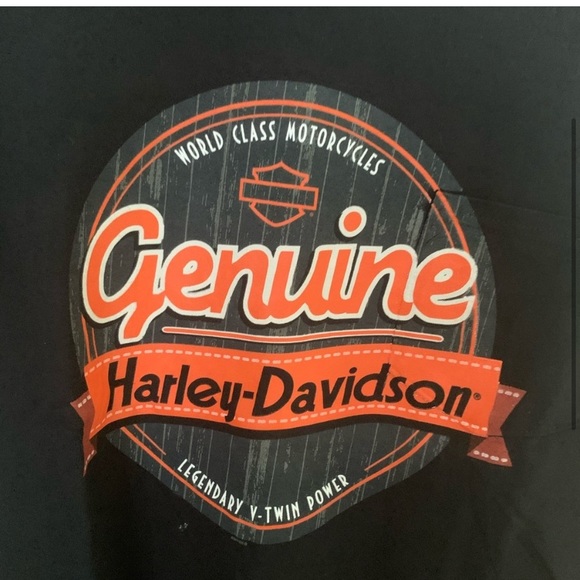 WORLD CLASS MOTORCYCLES
Genuine
Harley-Davidson®
LEGENDARY V-TWIN POWER